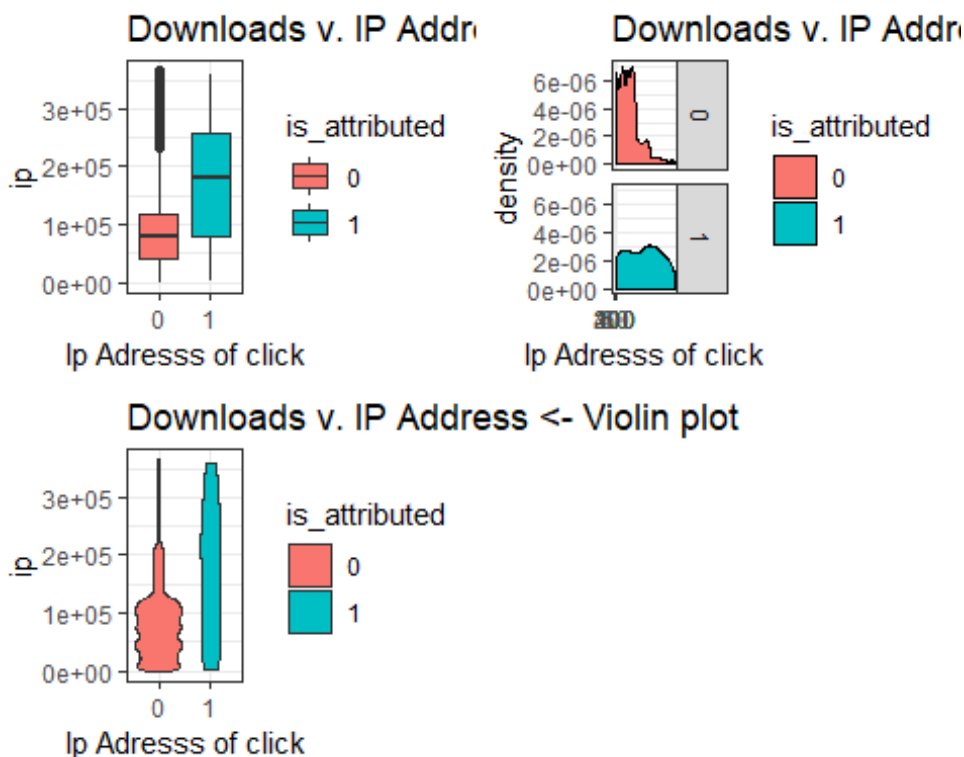 Downloads v. IP Addr
3e+05
2e+05
1e+05
0e+00
ip
0
1
Ip Adresss of click
is_attributed
0
1
Downloads v. IP Addr
6e-06
4e-06
2e-06
0e+00
6e-06
4e-06
2e-06
0e+00
density
0
1
Ip Adresss of click
is_attributed
0
1
Downloads v. IP Address <- Violin plot
3e+05
2e+05
1e+05
0e+00
ip
0
1
Ip Adresss of click
is_attributed
0
1